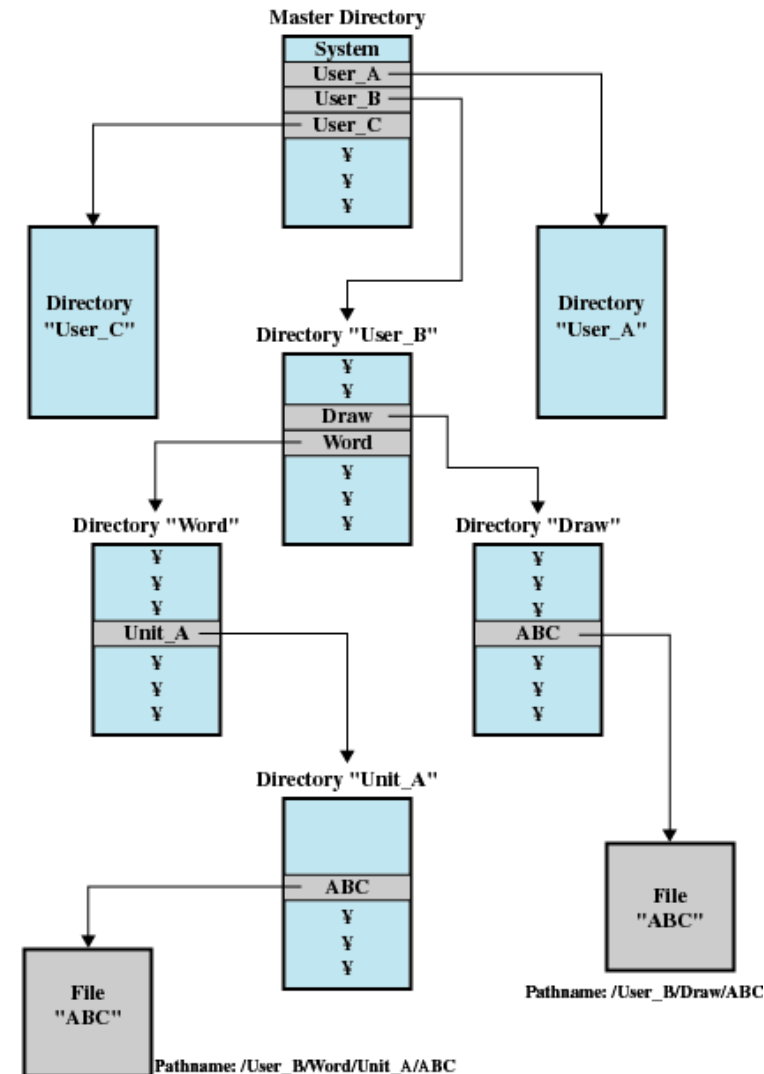 Master Directory
System
User_A
User_B
User_C
¥
¥
¥
Directory
"User_C"
Directory
"User_A"
Directory "User_B"
¥
¥
Draw
Word
¥
¥
¥
Directory "Word"
¥
¥
¥
Unit_A
¥
¥
¥
Directory "Draw"
¥
¥
¥
ABC
¥
¥
¥
Directory "Unit_A"
ABC
¥
¥
¥
File
"ABC"
Pathname: /User_B/Draw/ABC
File
"ABC"
Pathname: /User_B/Word/Unit_A/ABC